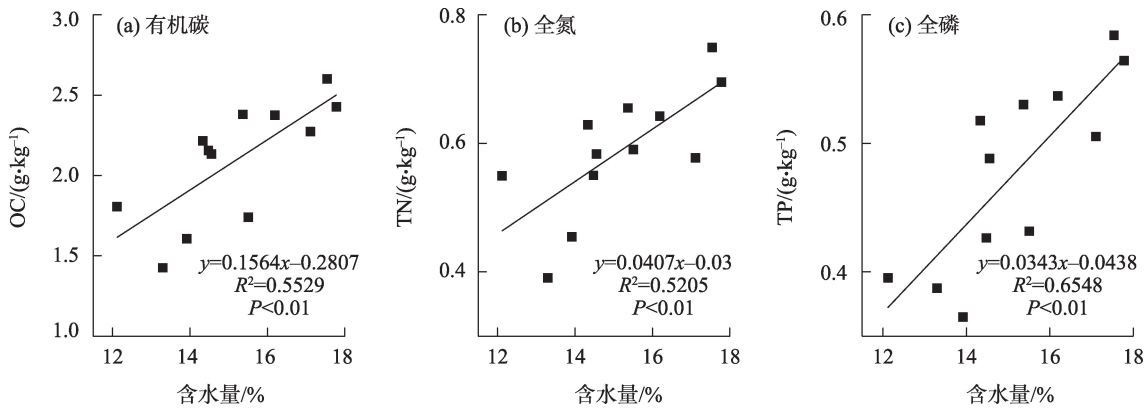 (a) 有机碳
3.0
2.5
2.0
1.5
1.0
OC/(g•kg⁻¹)
y=0.1564x–0.2807
R²=0.5529
P<0.01
12 14 16 18
含水量/%
(b) 全氮
0.8
0.6
0.4
TN/(g•kg⁻¹)
y=0.0407x–0.03
R²=0.5205
P<0.01
12 14 16 18
含水量/%
(c) 全磷
0.6
0.5
0.4
TP/(g•kg⁻¹)
y=0.0343x–0.0438
R²=0.6548
P<0.01
12 14 16 18
含水量/%